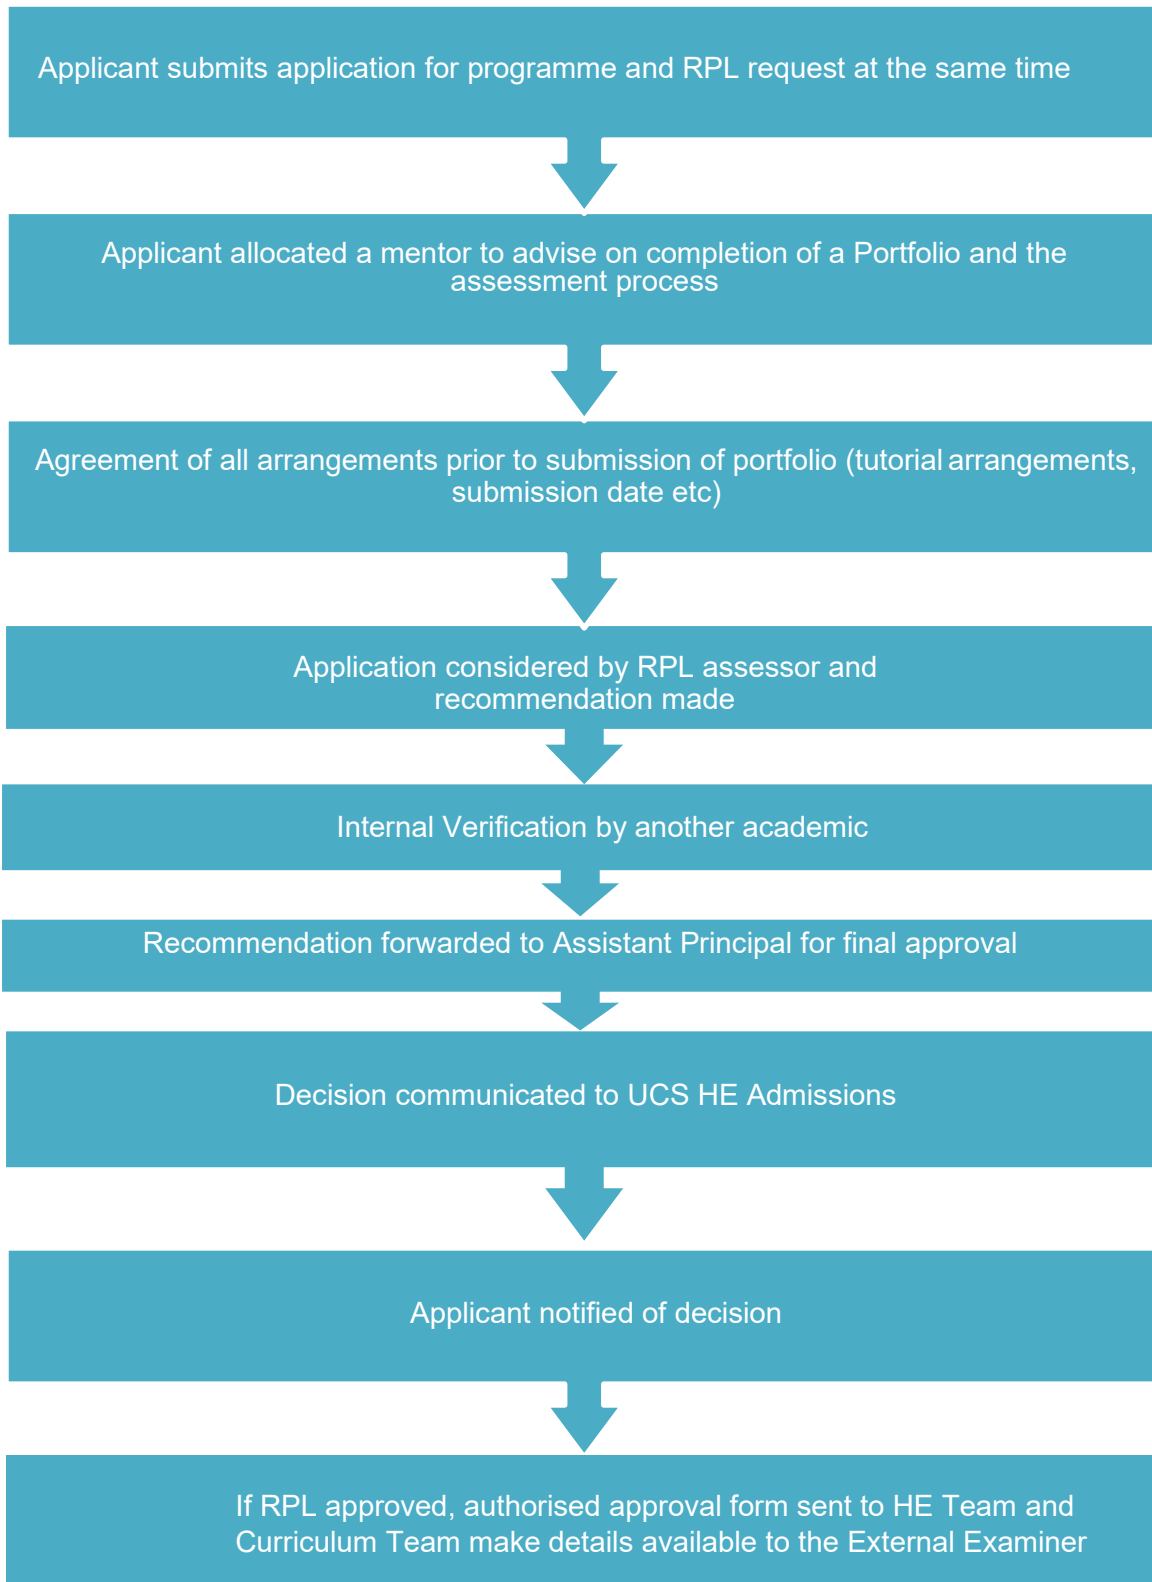 Applicant submits application for programme and RPL request at the same time
Applicant allocated a mentor to advise on completion of a Portfolio and the
assessment process
Agreement of all arrangements prior to submission of portfolio (tutorial arrangements,
submission date etc)
Application considered by RPL assessor and
recommendation made
Internal Verification by another academic
Recommendation forwarded to Assistant Principal for final approval
Decision communicated to UCS HE Admissions
Applicant notified of decision
If RPL approved, authorised approval form sent to HE Team and
Curriculum Team make details available to the External Examiner